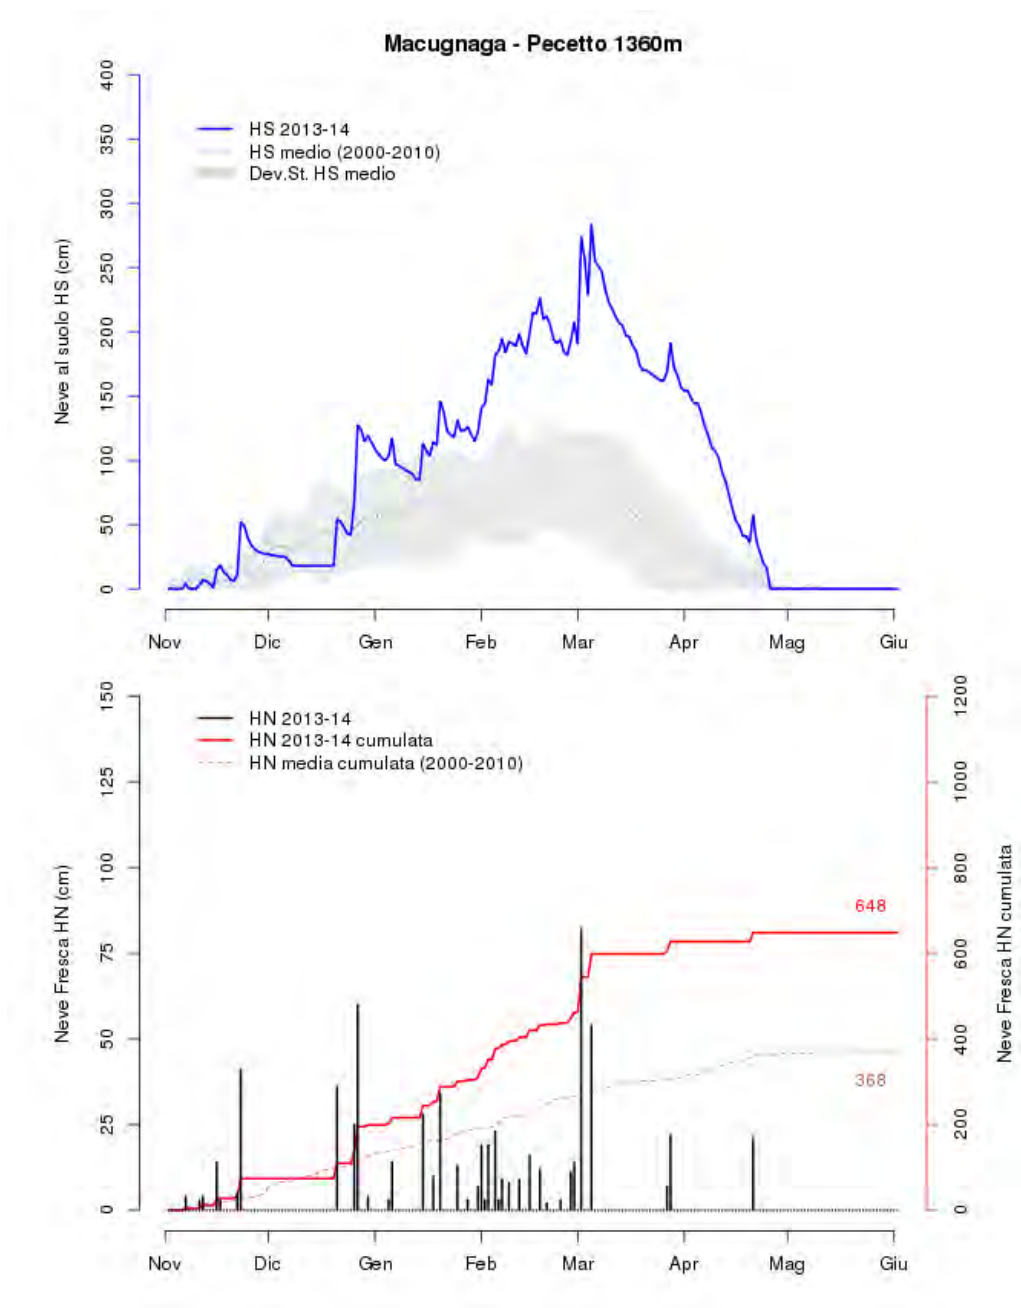 Macugnaga - Pecetto 1360m
400
350
300
250
200
150
100
50
0
Neve al suolo HS (cm)
HS 2013-14
HS medio (2000-2010)
Dev.St. HS medio
Nov Dic Gen Feb Mar Apr Mag Giu
150
125
100
75
50
25
0
Neve Fresca HN (cm)
HN 2013-14
HN 2013-14 cumulata
HN media cumulata (2000-2010)
648
368
1200
1000
800
600
400
200
0
Neve Fresca HN cumulata
Nov Dic Gen Feb Mar Apr Mag Giu